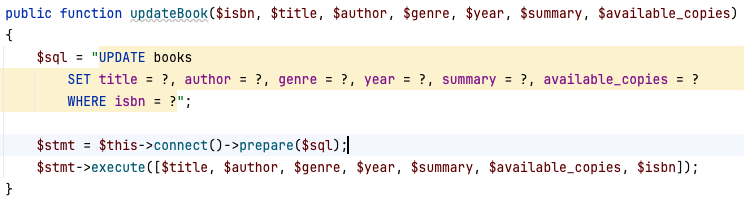 public function updateBook($isbn, $title, $author, $genre, $year, $summary, $available_copies)
{
    $sql = "UPDATE books
        SET title = ?, author = ?, genre = ?, year = ?, summary = ?, available_copies = ?
        WHERE isbn = ?";

    $stmt = $this->connect()->prepare($sql);
    $stmt->execute([$title, $author, $genre, $year, $summary, $available_copies, $isbn]);
}